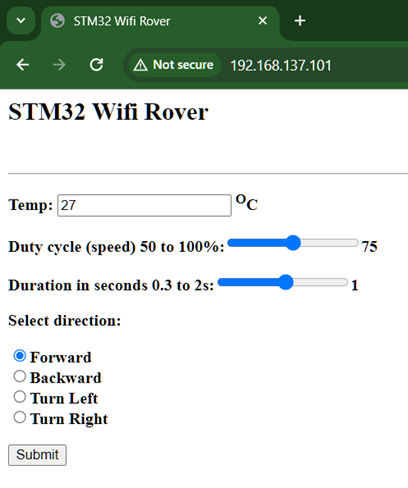 STM32 Wifi Rover
Not secure 192.168.137.101
STM32 Wifi Rover
Temp: 27 ᴼC
Duty cycle (speed) 50 to 100%: 75
Duration in seconds 0.3 to 2s: 1
Select direction:
Forward
Backward
Turn Left
Turn Right
Submit